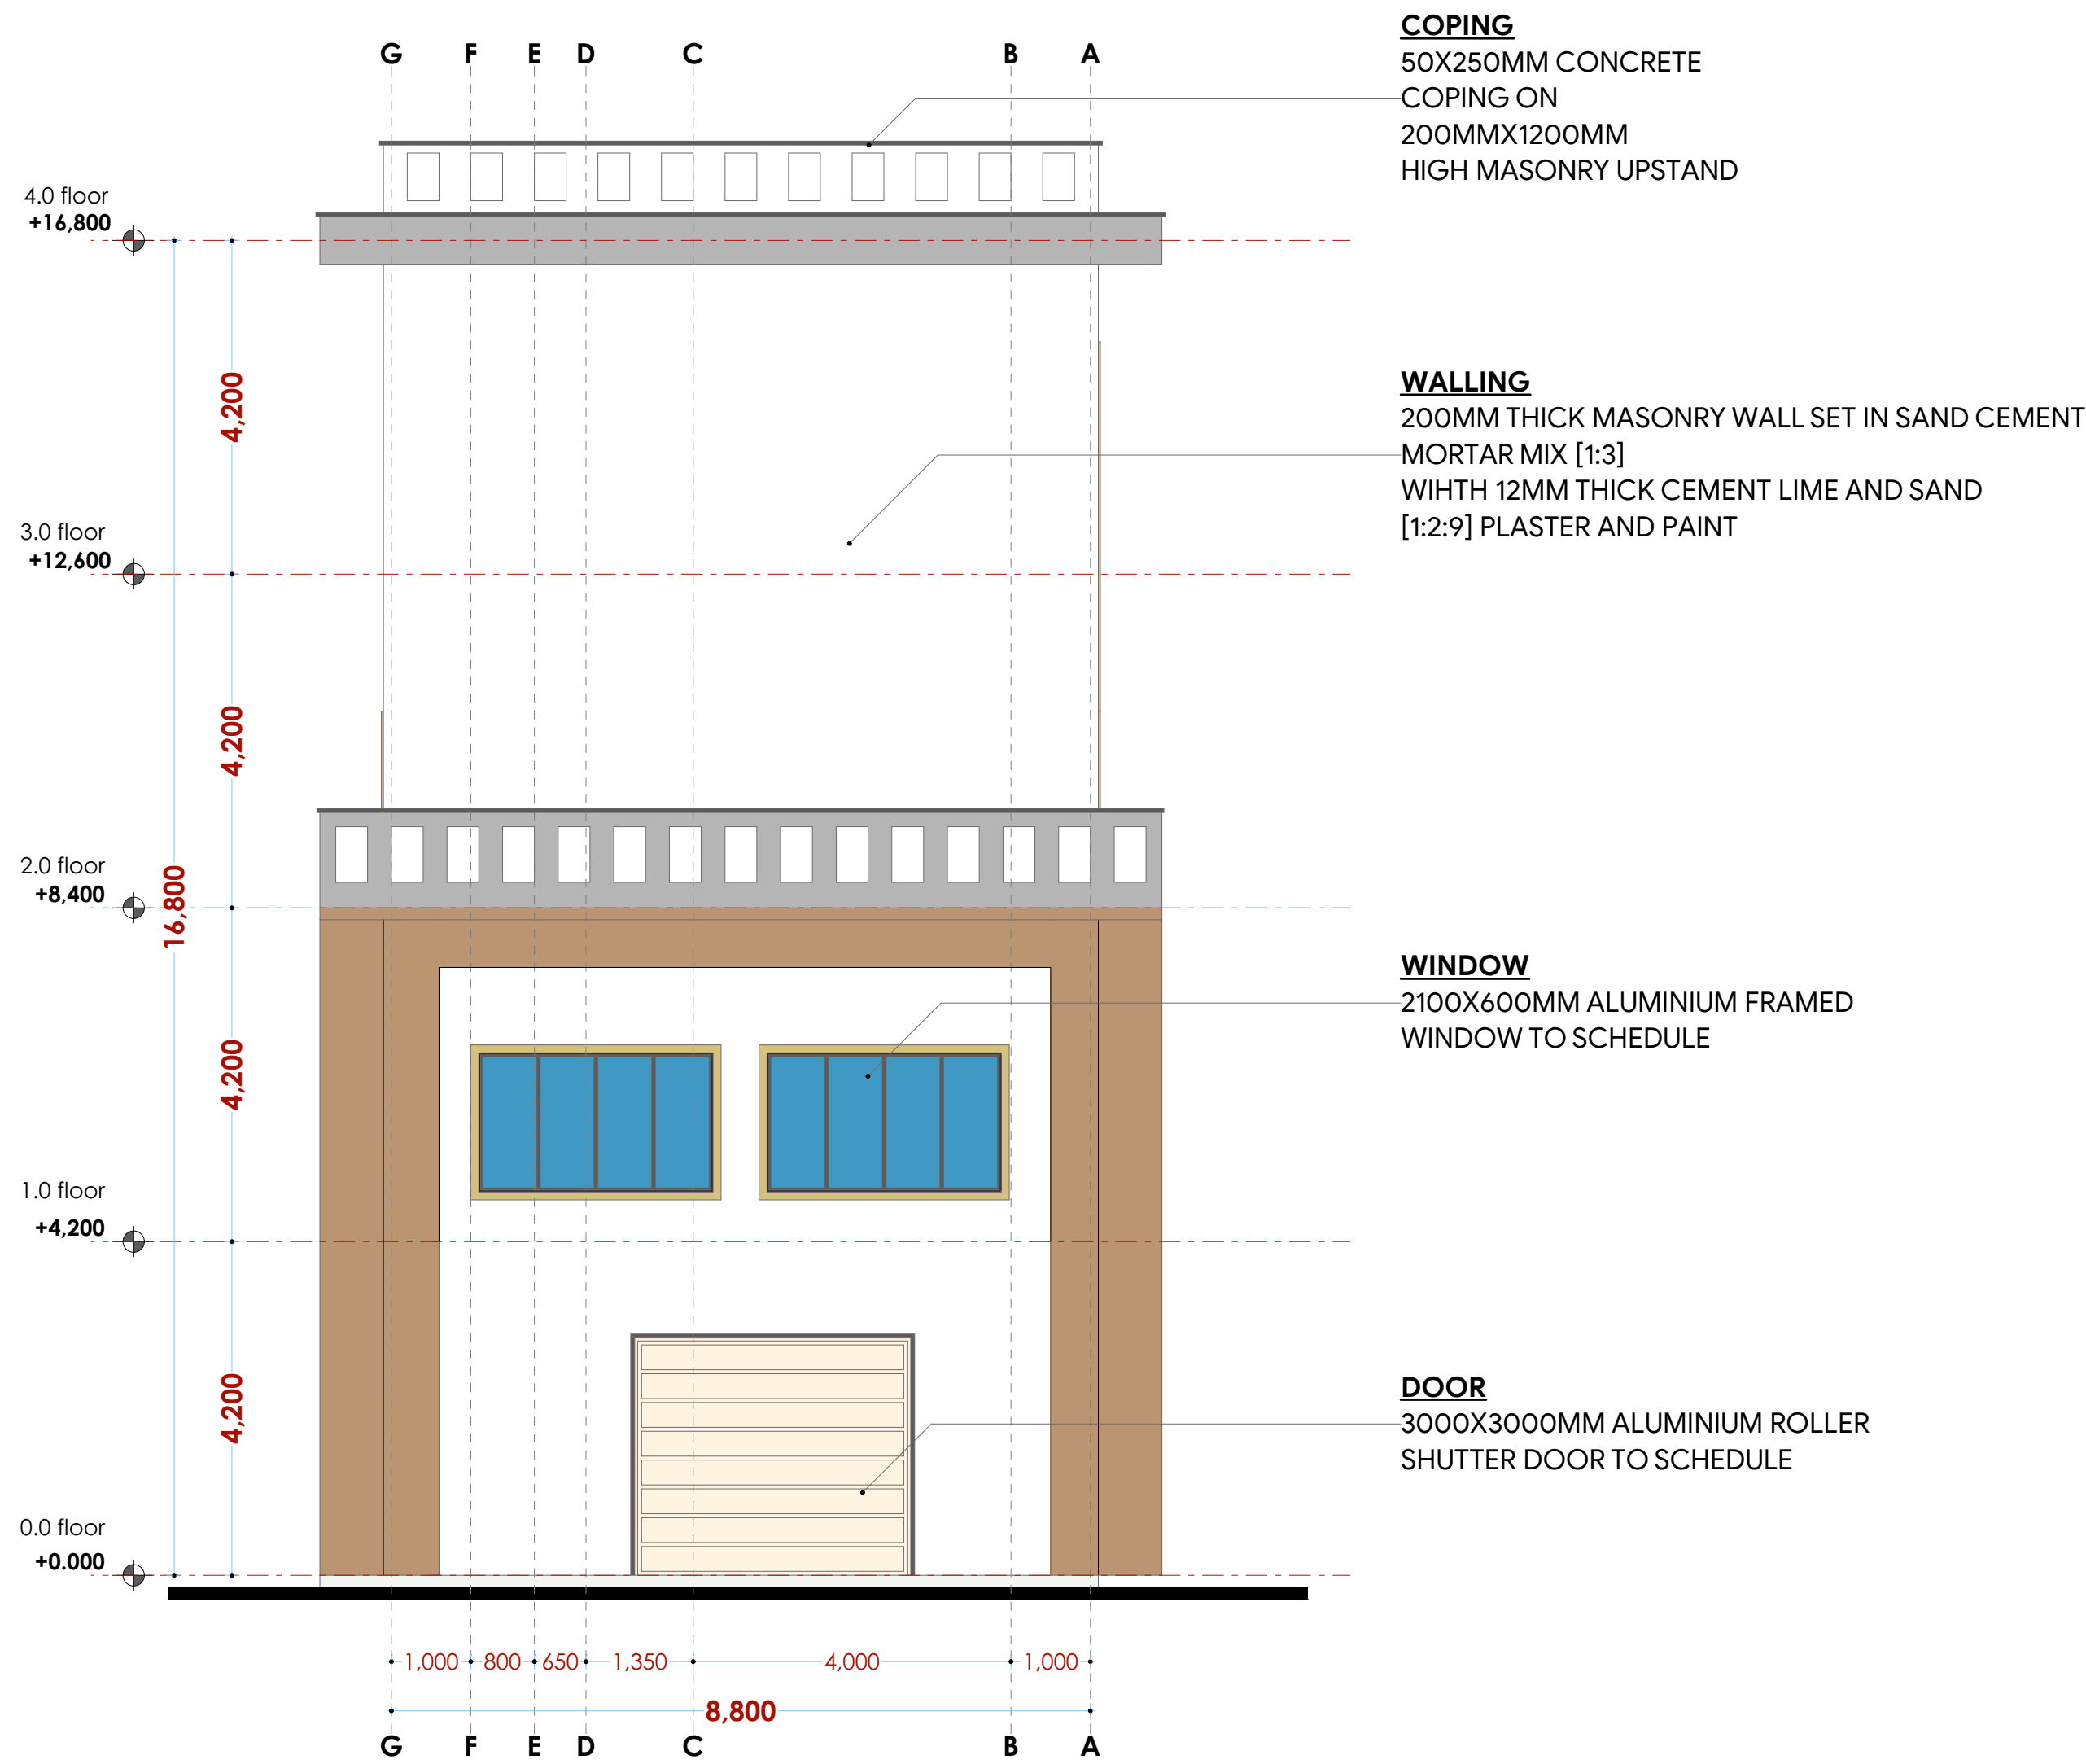 G F E D C B A
COPING
50X250MM CONCRETE
COPING ON
200MMX1200MM
HIGH MASONRY UPSTAND
4.0 floor
+16,800
4,200
WALLING
200MM THICK MASONRY WALL SET IN SAND CEMENT
MORTAR MIX [1:3]
WIHTH 12MM THICK CEMENT LIME AND SAND
[1:2:9] PLASTER AND PAINT
3.0 floor
+12,600
4,200
2.0 floor
+8,400
16,800
WINDOW
2100X600MM ALUMINIUM FRAMED
WINDOW TO SCHEDULE
4,200
1.0 floor
+4,200
4,200
DOOR
3000X3000MM ALUMINIUM ROLLER
SHUTTER DOOR TO SCHEDULE
0.0 floor
+0.000
1,000 800 650 1,350 4,000 1,000
8,800
G F E D C B A